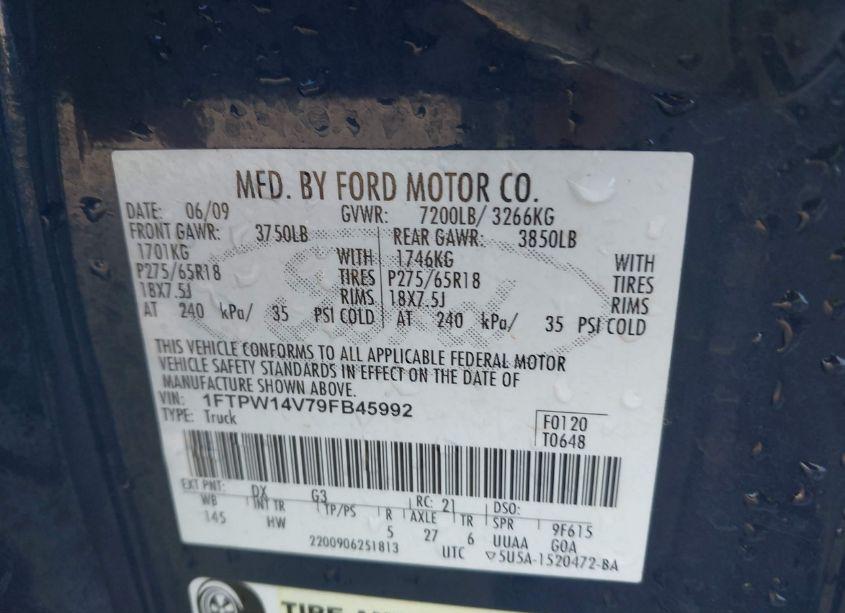 MFD. BY FORD MOTOR CO.
DATE: 06/09 GVWR: 7200LB/ 3266KG
FRONT GAWR: 3750LB REAR GAWR: 3850LB
1701KG WITH 1746KG WITH
P275/65R18 TIRES P275/65R18 TIRES
18X7.5J RIMS 18X7.5J RIMS
AT 240 kPa/ 35 PSI COLD AT 240 kPa/ 35 PSI COLD
THIS VEHICLE CONFORMS TO ALL APPLICABLE FEDERAL MOTOR
VEHICLE SAFETY STANDARDS IN EFFECT ON THE DATE OF
MANUFACTURE SHOWN ABOVE.
VIN: 1FTPW14V79FB45992
TYPE: Truck F0120
T0648
EXT PNT: DX G3 RC: 21 DSO:
WB INT TR TP/PS R AXLE TR SPR 9F615
145 HW 5 27 6 UUAA GOA
2200906251813 UTC ▽5U5A-1520472-BA